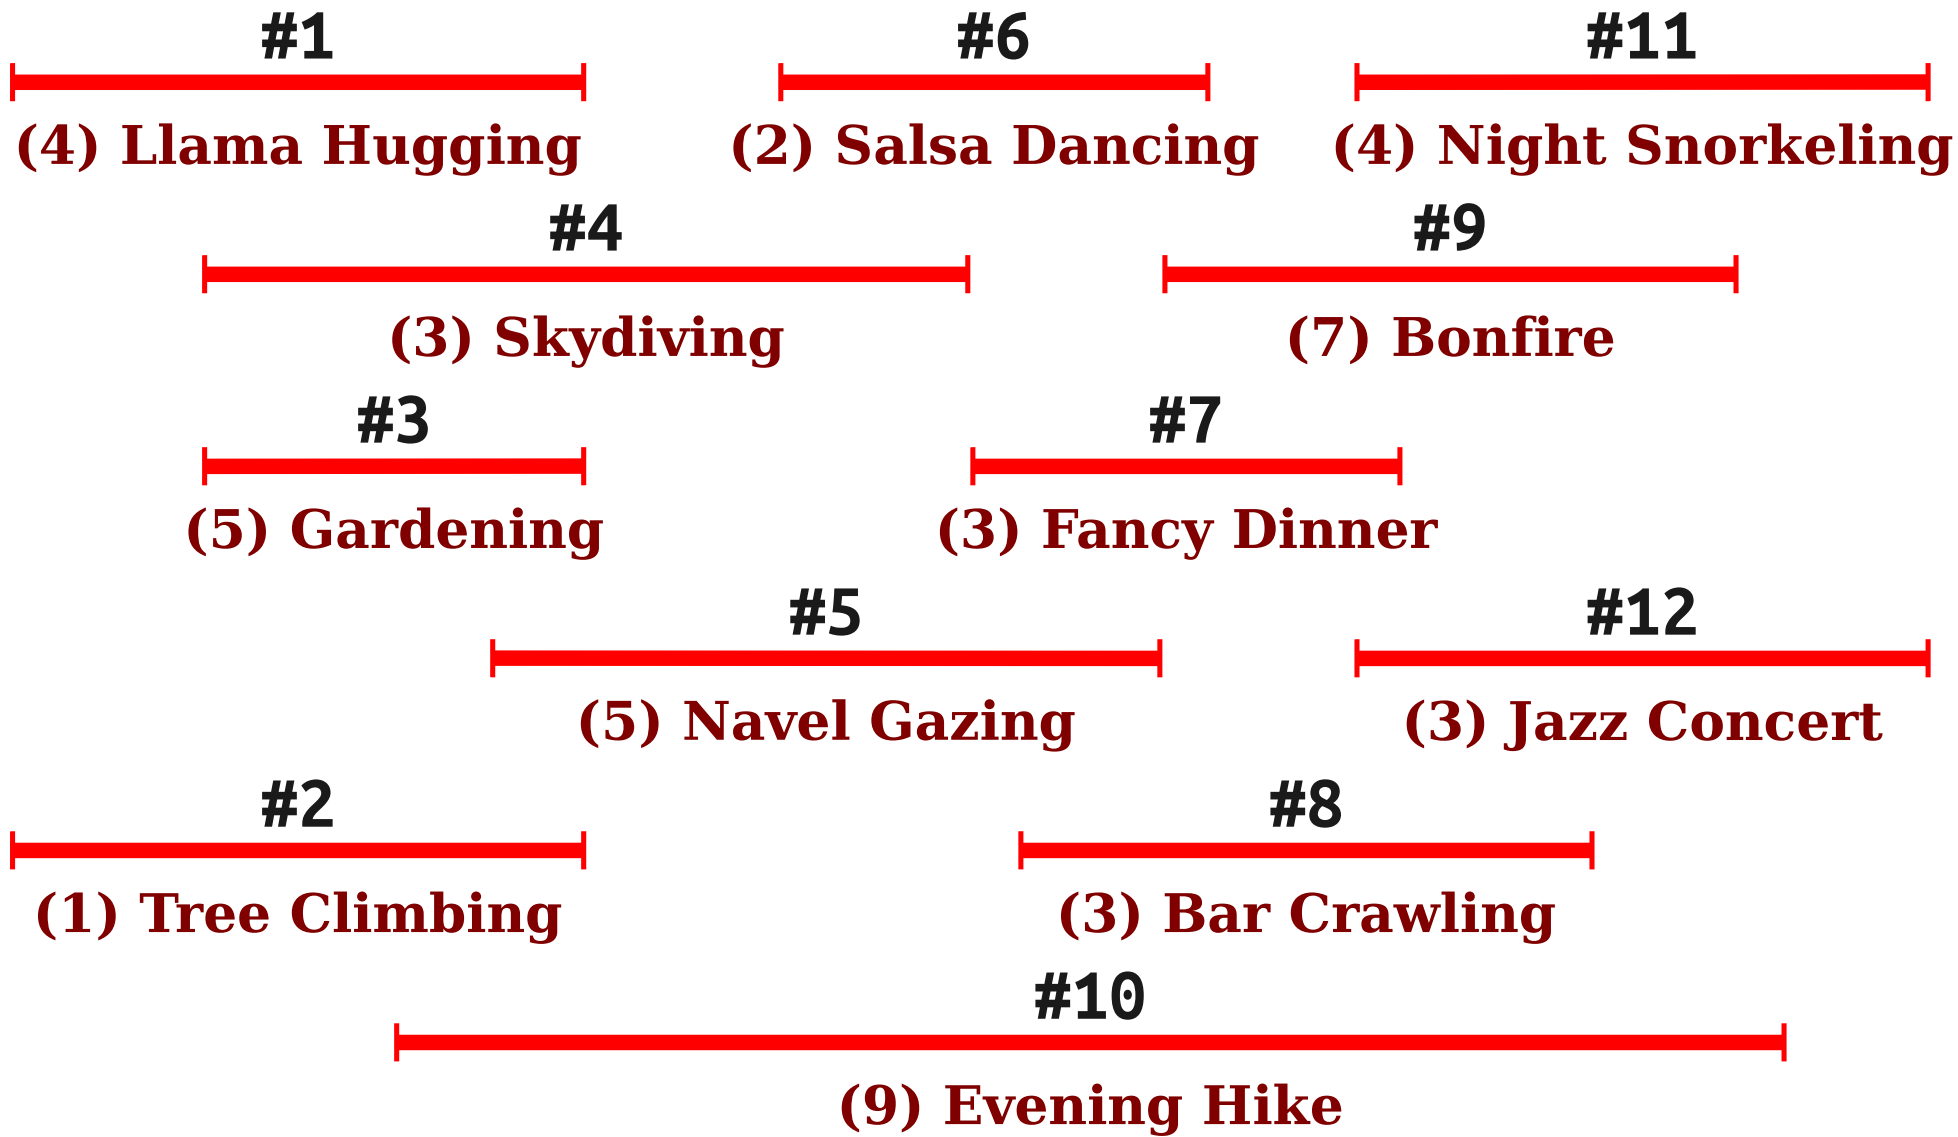 #1
#6
#11
(4) Llama Hugging
(2) Salsa Dancing
(4) Night Snorkeling
#4
#9
(3) Skydiving
(7) Bonfire
#3
#7
(5) Gardening
(3) Fancy Dinner
#5
#12
(5) Navel Gazing
(3) Jazz Concert
#2
#8
(1) Tree Climbing
(3) Bar Crawling
#10
(9) Evening Hike